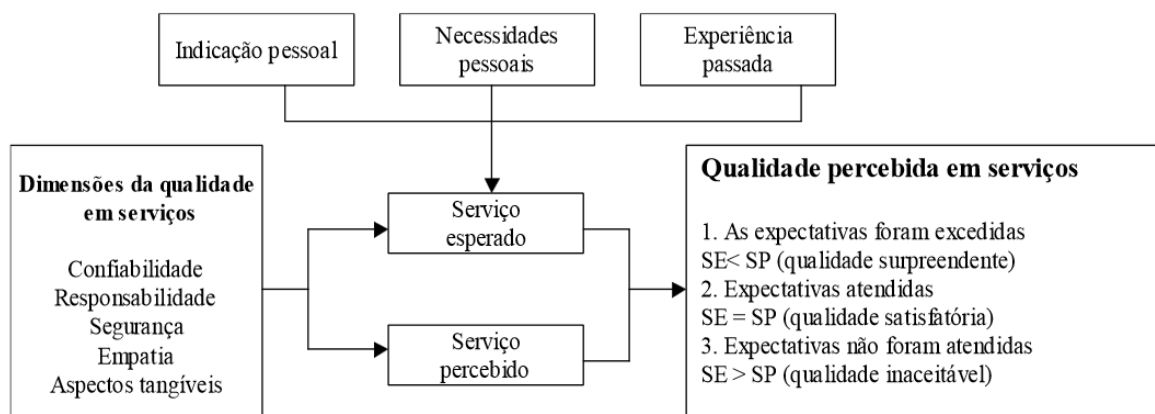 Indicação pessoal
Necessidades
pessoais
Experiência
passada
Dimensões da qualidade
em serviços
Confiabilidade
Responsabilidade
Segurança
Empatia
Aspectos tangíveis
Serviço
esperado
Serviço
percebido
Qualidade percebida em serviços
1. As expectativas foram excedidas
SE< SP (qualidade surpreendente)
2. Expectativas atendidas
SE = SP (qualidade satisfatória)
3. Expectativas não foram atendidas
SE > SP (qualidade inaceitável)